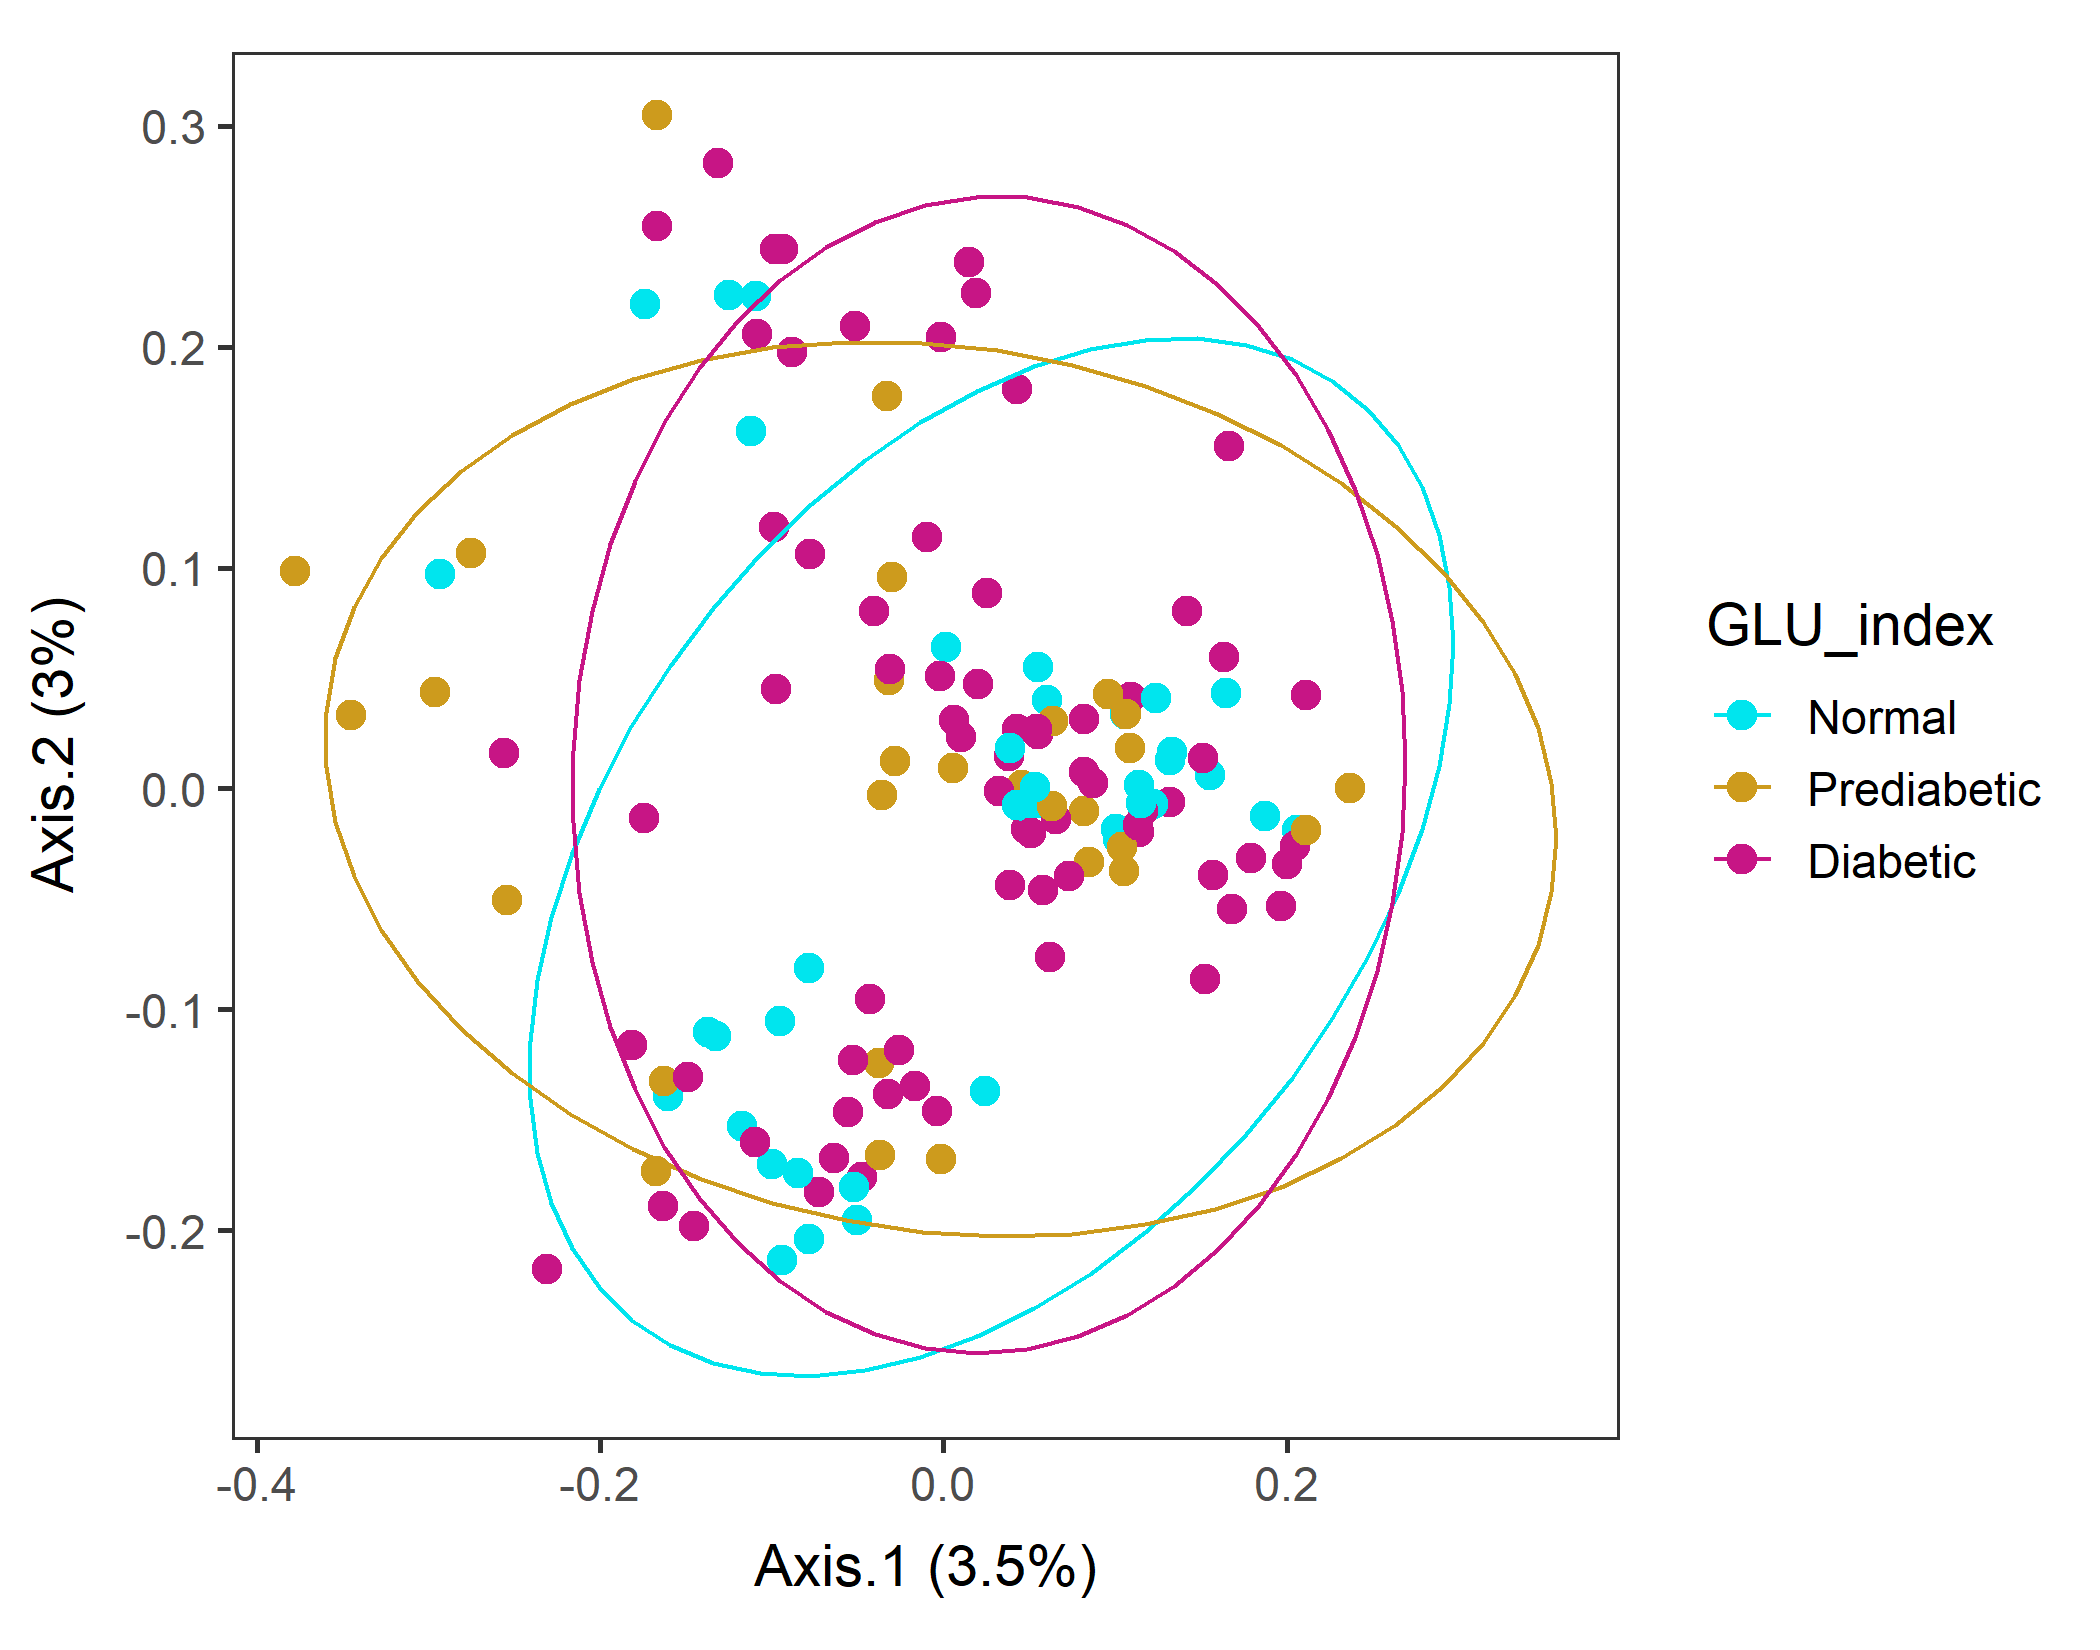 0.3
0.2
0.1
0.0
-0.1
-0.2
-0.4
-0.2
0.0
0.2
Axis.2 (3%)
Axis.1 (3.5%)
GLU_index
Normal
Prediabetic
Diabetic